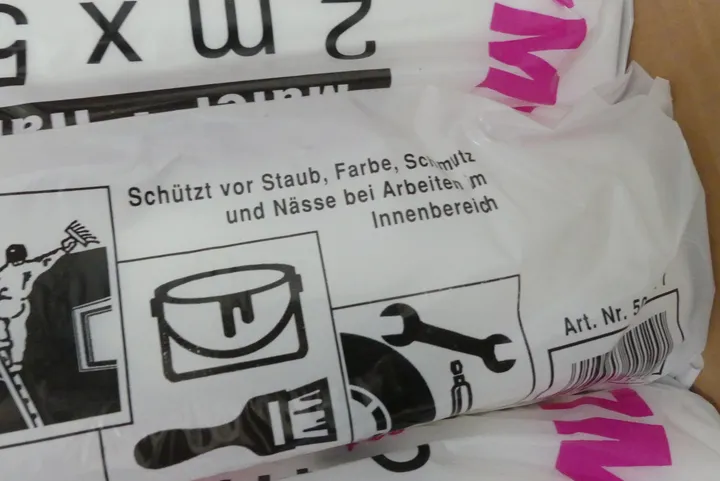 2 m x 5
Schützt vor Staub, Farbe, Schmutz
und Nässe bei Arbeiten im
Innenbereich
Art. Nr.